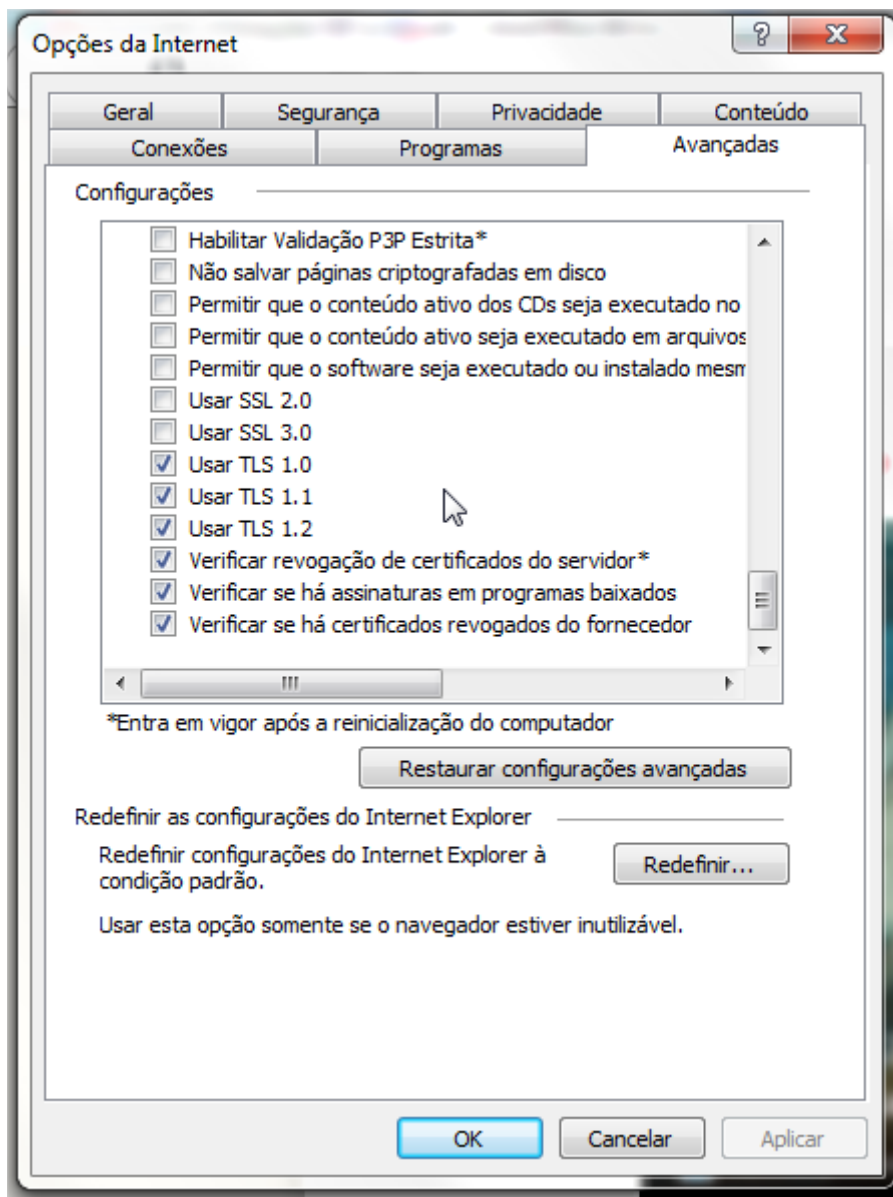 Opções da Internet
Geral
Segurança
Privacidade
Conteúdo
Conexões
Programas
Avançadas
Configurações
Habilitar Validação P3P Estrita*
Não salvar páginas criptografadas em disco
Permitir que o conteúdo ativo dos CDs seja executado no
Permitir que o conteúdo ativo seja executado em arquivos
Permitir que o software seja executado ou instalado mesm
Usar SSL 2.0
Usar SSL 3.0
Usar TLS 1.0
Usar TLS 1.1
Usar TLS 1.2
Verificar revogação de certificados do servidor*
Verificar se há assinaturas em programas baixados
Verificar se há certificados revogados do fornecedor
*Entra em vigor após a reinicialização do computador
Restaurar configurações avançadas
Redefinir as configurações do Internet Explorer
Redefinir configurações do Internet Explorer à
condição padrão.
Redefinir...
Usar esta opção somente se o navegador estiver inutilizável.
OK
Cancelar
Aplicar